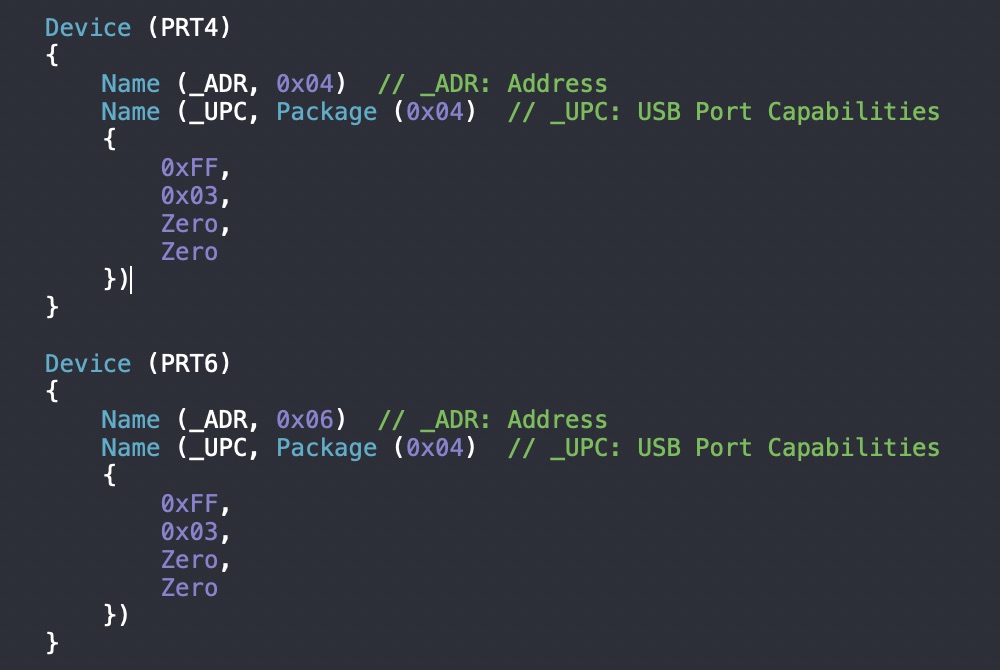 Device (PRT4)
{
    Name (_ADR, 0x04)  // _ADR: Address
    Name (_UPC, Package (0x04)  // _UPC: USB Port Capabilities
    {
        0xFF,
        0x03,
        Zero,
        Zero
    })
}

Device (PRT6)
{
    Name (_ADR, 0x06)  // _ADR: Address
    Name (_UPC, Package (0x04)  // _UPC: USB Port Capabilities
    {
        0xFF,
        0x03,
        Zero,
        Zero
    })
}